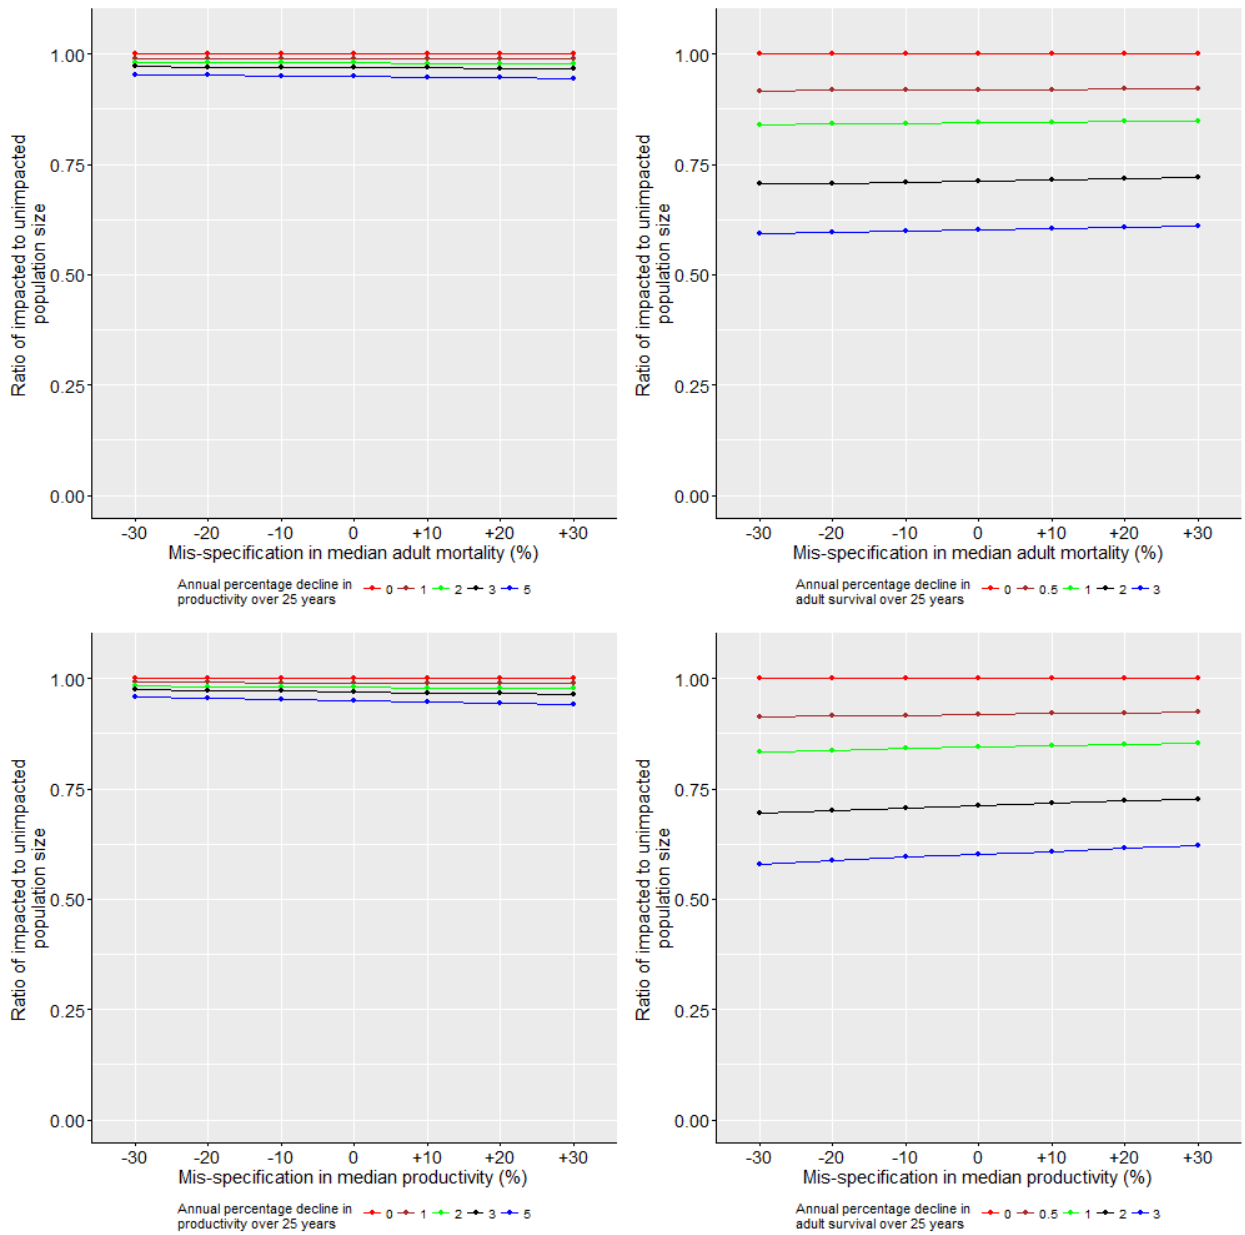 Ratio of impacted to unimpacted
population size
1.00
0.75
0.50
0.25
0.00
-30 -20 -10 0 +10 +20 +30
Mis-specification in median adult mortality (%)
Annual percentage decline in
productivity over 25 years
0 1 2 3 5
Ratio of impacted to unimpacted
population size
1.00
0.75
0.50
0.25
0.00
-30 -20 -10 0 +10 +20 +30
Mis-specification in median adult mortality (%)
Annual percentage decline in
adult survival over 25 years
0 0.5 1 2 3
Ratio of impacted to unimpacted
population size
1.00
0.75
0.50
0.25
0.00
-30 -20 -10 0 +10 +20 +30
Mis-specification in median productivity (%)
Annual percentage decline in
productivity over 25 years
0 1 2 3 5
Ratio of impacted to unimpacted
population size
1.00
0.75
0.50
0.25
0.00
-30 -20 -10 0 +10 +20 +30
Mis-specification in median productivity (%)
Annual percentage decline in
adult survival over 25 years
0 0.5 1 2 3